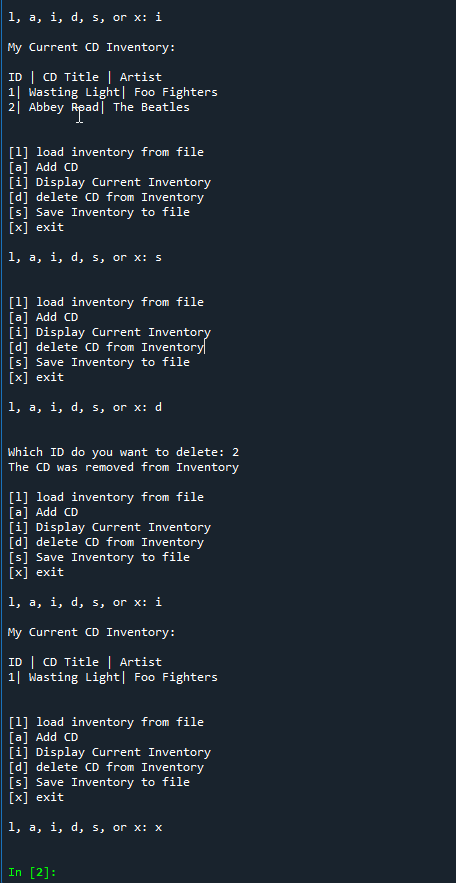 l, a, i, d, s, or x: i
My Current CD Inventory:
ID | CD Title | Artist
1| Wasting Light| Foo Fighters
2| Abbey Road| The Beatles
[l] load inventory from file
[a] Add CD
[i] Display Current Inventory
[d] delete CD from Inventory
[s] Save Inventory to file
[x] exit
l, a, i, d, s, or x: s
[l] load inventory from file
[a] Add CD
[i] Display Current Inventory
[d] delete CD from Inventory
[s] Save Inventory to file
[x] exit
l, a, i, d, s, or x: d
Which ID do you want to delete: 2
The CD was removed from Inventory
[l] load inventory from file
[a] Add CD
[i] Display Current Inventory
[d] delete CD from Inventory
[s] Save Inventory to file
[x] exit
l, a, i, d, s, or x: i
My Current CD Inventory:
ID | CD Title | Artist
1| Wasting Light| Foo Fighters
[l] load inventory from file
[a] Add CD
[i] Display Current Inventory
[d] delete CD from Inventory
[s] Save Inventory to file
[x] exit
l, a, i, d, s, or x: x
In [2]: